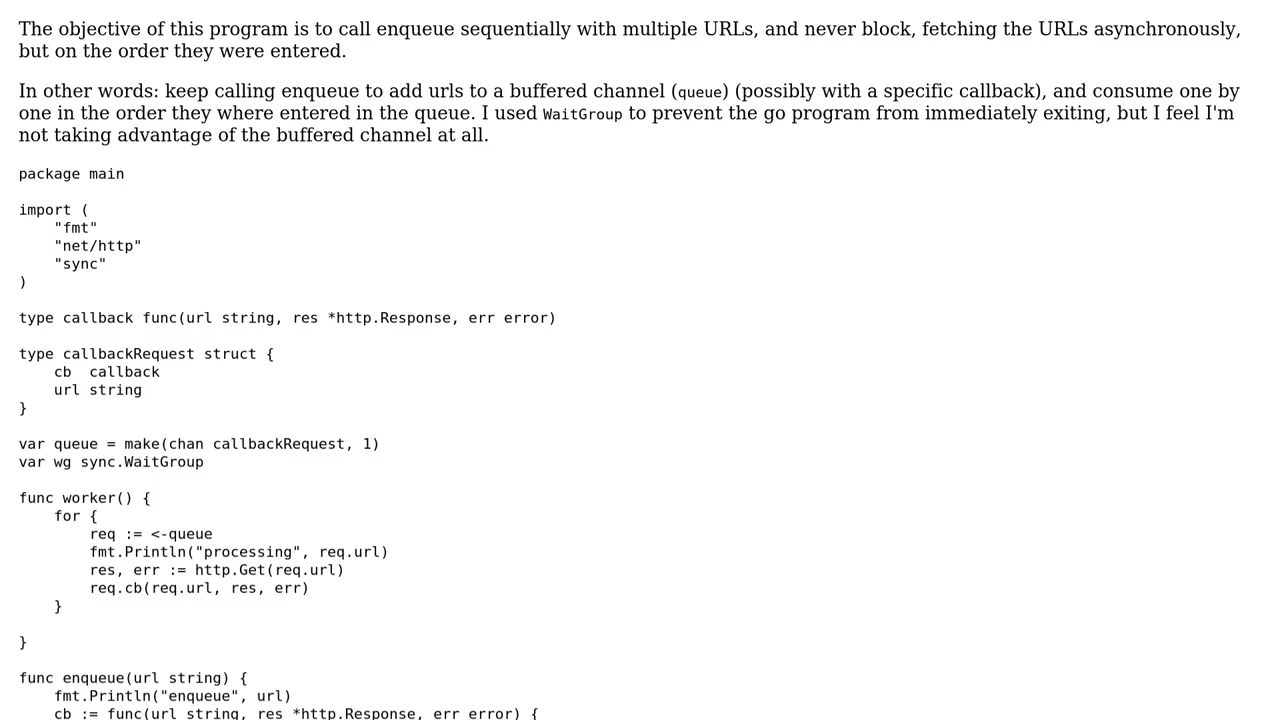 The objective of this program is to call enqueue sequentially with multiple URLs, and never block, fetching the URLs asynchronously,
but on the order they were entered.
In other words: keep calling enqueue to add urls to a buffered channel (queue) (possibly with a specific callback), and consume one by
one in the order they where entered in the queue. I used WaitGroup to prevent the go program from immediately exiting, but I feel I'm
not taking advantage of the buffered channel at all.
package main
import (
    "fmt"
    "net/http"
    "sync"
)
type callback func(url string, res *http.Response, err error)
type callbackRequest struct {
    cb  callback
    url string
}
var queue = make(chan callbackRequest, 1)
var wg sync.WaitGroup
func worker() {
    for {
        req := <-queue
        fmt.Println("processing", req.url)
        res, err := http.Get(req.url)
        req.cb(req.url, res, err)
    }
}
func enqueue(url string) {
    fmt.Println("enqueue", url)
    cb := func(url string, res *http.Response, err error) {